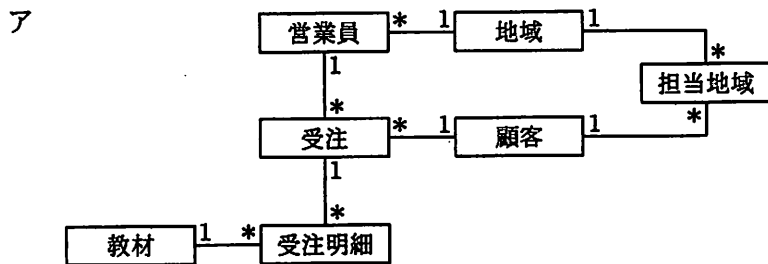 ア
営業員 * 1 地域 1
1 * 担当地域
* *
受注 * 1 顧客 1
1
*
教材 1 * 受注明細